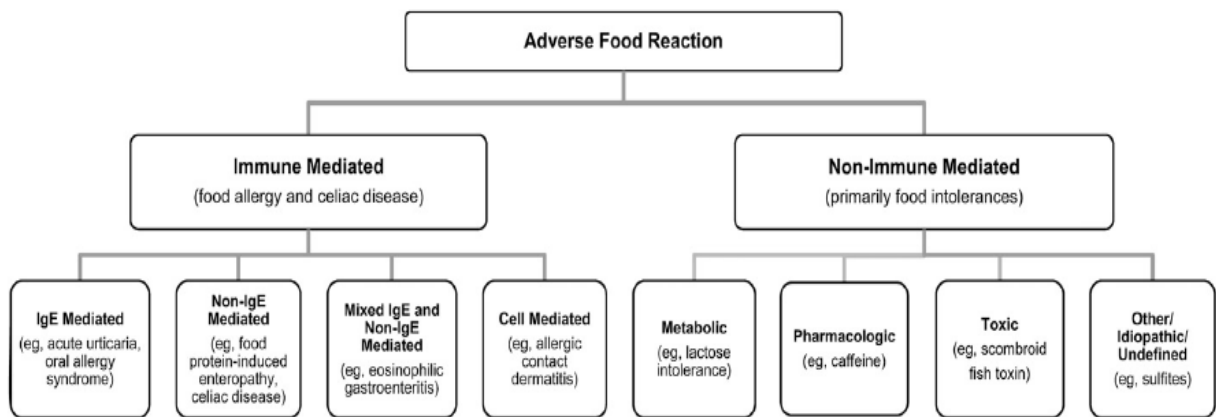 Adverse Food Reaction
Immune Mediated
(food allergy and celiac disease)
Non-Immune Mediated
(primarily food intolerances)
IgE Mediated
(eg, acute urticaria,
oral allergy
syndrome)
Non-IgE
Mediated
(eg, food
protein-induced
enteropathy,
celiac disease)
Mixed IgE and
Non-IgE
Mediated
(eg, eosinophilic
gastroenteritis)
Cell Mediated
(eg, allergic
contact
dermatitis)
Metabolic
(eg, lactose
intolerance)
Pharmacologic
(eg, caffeine)
Toxic
(eg, scombroid
fish toxin)
Other/
Idiopathic/
Undefined
(eg, sulfites)